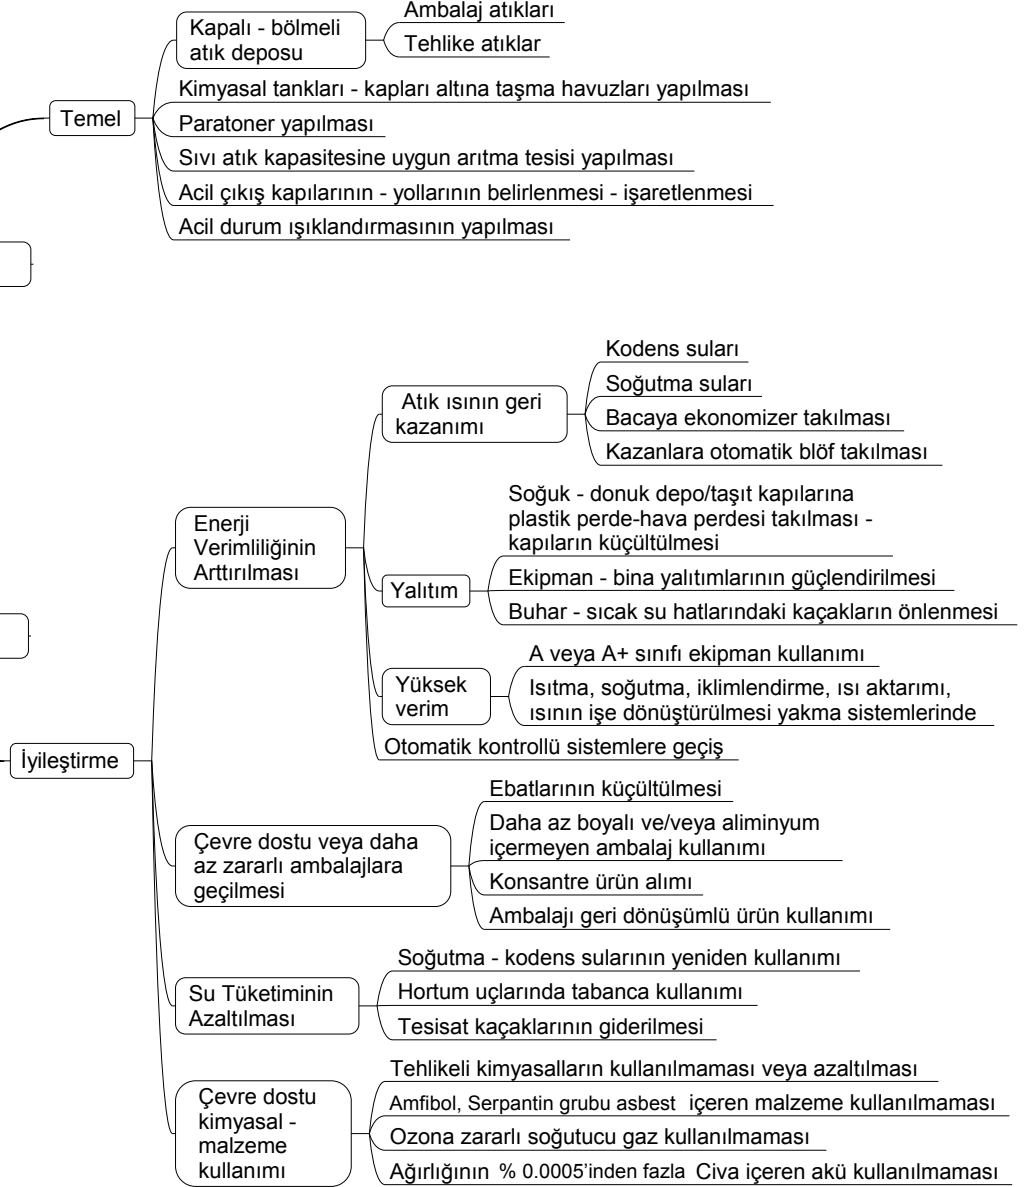 Temel
Kapalı - bölmeli
atık deposu
Ambalaj atıkları
Tehlike atıklar
Kimyasal tankları - kapları altına taşma havuzları yapılması
Paratoner yapılması
Sıvı atık kapasitesine uygun arıtma tesisi yapılması
Acil çıkış kapılarının - yollarının belirlenmesi - işaretlenmesi
Acil durum ışıklandırmasının yapılması
İyileştirme
Enerji
Verimliliğinin
Arttırılması
Atık ısının geri
kazanımı
Kodens suları
Soğutma suları
Bacaya ekonomizer takılması
Kazanlara otomatik blöf takılması
Yalıtım
Soğuk - donuk depo/taşıt kapılarına
plastik perde-hava perdesi takılması -
kapıların küçültülmesi
Ekipman - bina yalıtımlarının güçlendirilmesi
Buhar - sıcak su hatlarındaki kaçakların önlenmesi
Yüksek
verim
A veya A+ sınıfı ekipman kullanımı
Isıtma, soğutma, iklimlendirme, ısı aktarımı,
ısının işe dönüştürülmesi yakma sistemlerinde
Otomatik kontrollü sistemlere geçiş
Çevre dostu veya daha
az zararlı ambalajlara
geçilmesi
Ebatlarının küçültülmesi
Daha az boyalı ve/veya aliminyum
içermeyen ambalaj kullanımı
Konsantre ürün alımı
Ambalajı geri dönüşümlü ürün kullanımı
Su Tüketiminin
Azaltılması
Soğutma - kodens sularının yeniden kullanımı
Hortum uçlarında tabanca kullanımı
Tesisat kaçaklarının giderilmesi
Çevre dostu
kimyasal -
malzeme
kullanımı
Tehlikeli kimyasalların kullanılmaması veya azaltılması
Amfibol, Serpantin grubu asbest içeren malzeme kullanılmaması
Ozona zararlı soğutucu gaz kullanılmaması
Ağırlığının % 0.0005'inden fazla Civa içeren akü kullanılmaması